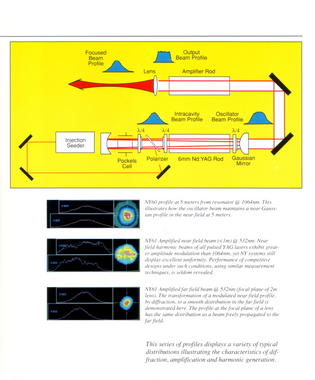 Focused
Beam
Profile
Output
Beam Profile
Lens
Amplifier Rod
Intracavity
Beam Profile
Oscillator
Beam Profile
λ/4
λ/4
λ/4
Injection
Seeder
Pockels
Cell
Polarizer
6mm Nd:YAG Rod
Gaussian
Mirror
NY60 profile at 5 meters from resonator @ 1064nm. This
illustrates how the oscillator beam maintains a near Gauss-
ian profile in the near field at 5 meters.
NY61 Amplified near field beam (<1m) @ 532nm. Near
field harmonic beams of all pulsed YAG lasers exhibit great-
er amplitude modulation than 1064nm, yet NY systems still
display excellent uniformity. Performance of competitive
designs under such conditions, using similar measurement
techniques, is seldom revealed.
NY61 Amplified far field beam @ 532nm (focal plane of 2m
lens). The transformation of a modulated near field profile,
by diffraction, to a smooth distribution in the far field is
demonstrated here. The profile at the focal plane of a lens
has the same distribution as a beam freely propagated to the
far field.
This series of profiles displays a variety of typical
distributions illustrating the characteristics of dif-
fraction, amplification and harmonic generation.